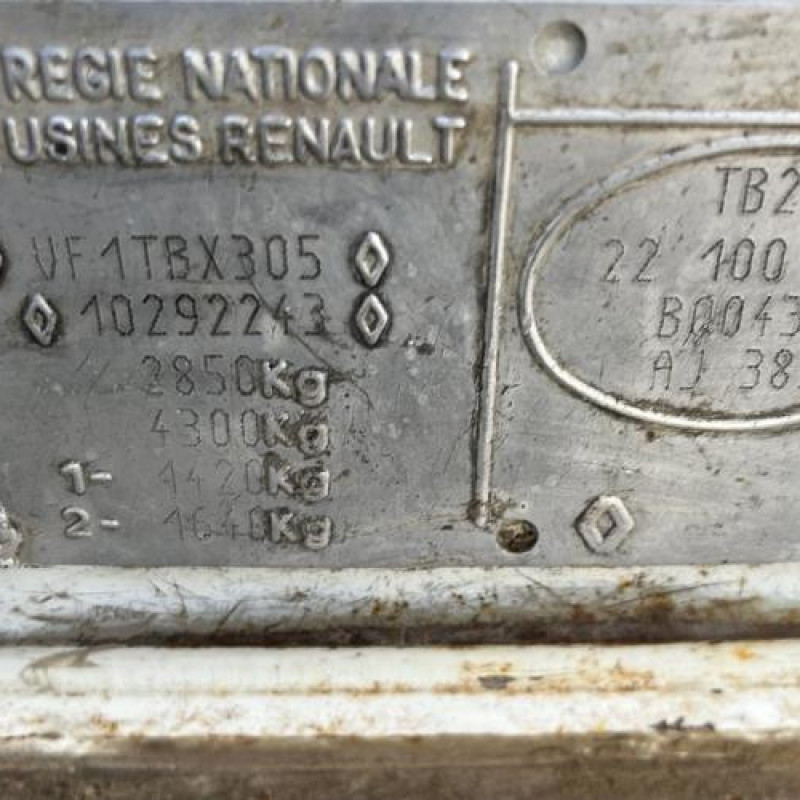 REGIE NATIONALE
USINES RENAULT
VF1TBX305
10292243
2850Kg
4300Kg
1- 1420Kg
2- 1640Kg
TB2
22 100
B0043
AJ 38